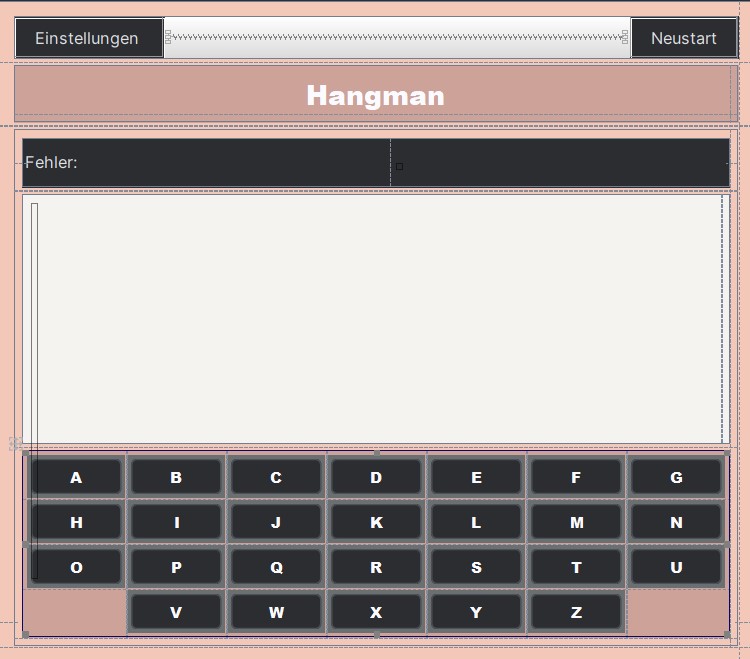 Einstellungen Neustart
Hangman
Fehler:
A B C D E F G
H I J K L M N
O P Q R S T U
V W X Y Z